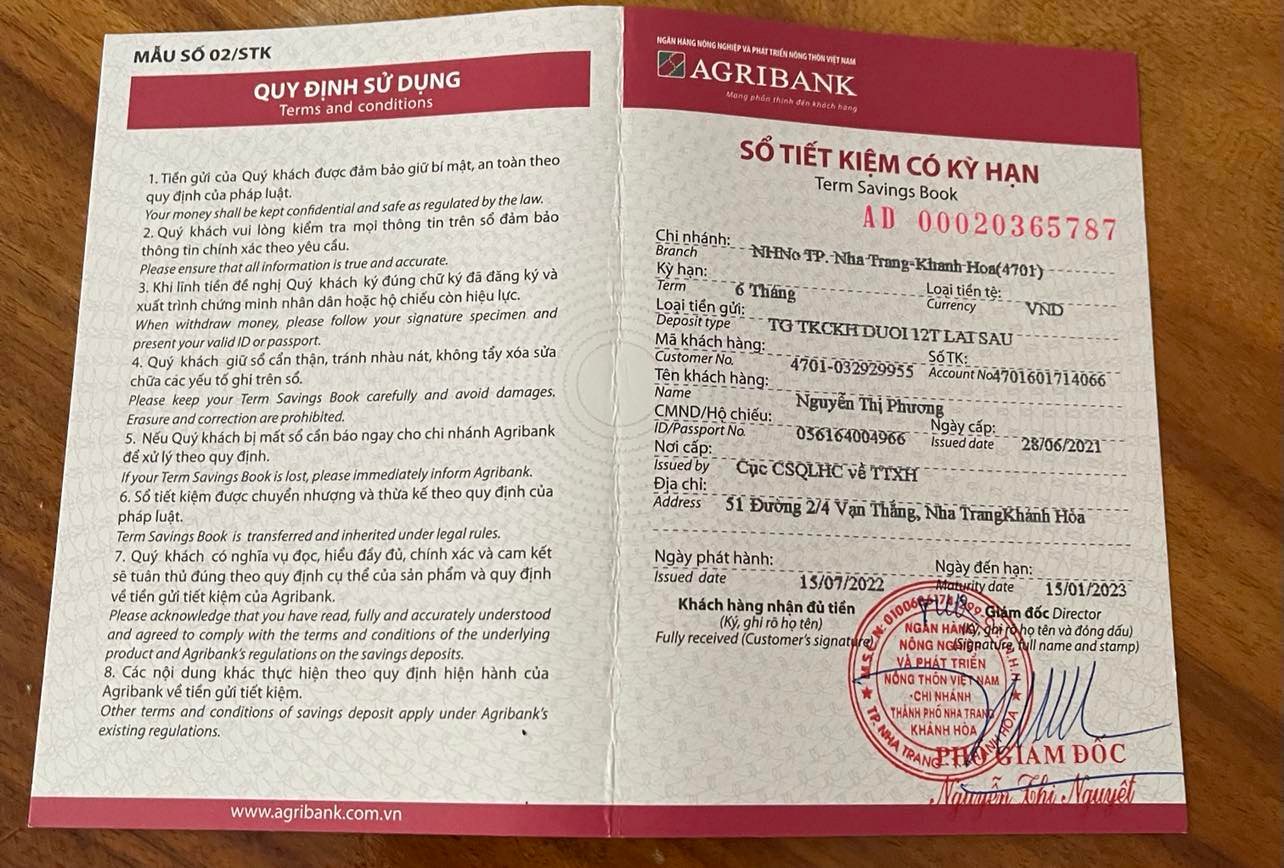 MẪU SỐ 02/STK
QUY ĐỊNH SỬ DỤNG
Terms and conditions
1. Tiền gửi của Quý khách được đảm bảo giữ bí mật, an toàn theo
quy định của pháp luật.
Your money shall be kept confidential and safe as regulated by the law.
2. Quý khách vui lòng kiểm tra mọi thông tin trên sổ đảm bảo
thông tin chính xác theo yêu cầu.
Please ensure that all information is true and accurate.
3. Khi lĩnh tiền đề nghị Quý khách ký đúng chữ ký đã đăng ký và
xuất trình chứng minh nhân dân hoặc hộ chiếu còn hiệu lực.
When withdraw money, please follow your signature specimen and
present your valid ID or passport.
4. Quý khách giữ sổ cẩn thận, tránh nhàu nát, không tẩy xóa sửa
chữa các yếu tố ghi trên sổ.
Please keep your Term Savings Book carefully and avoid damages.
Erasure and correction are prohibited.
5. Nếu Quý khách bị mất sổ cần báo ngay cho chi nhánh Agribank
để xử lý theo quy định.
If your Term Savings Book is lost, please immediately inform Agribank.
6. Sổ tiết kiệm được chuyển nhượng và thừa kế theo quy định của
pháp luật.
Term Savings Book is transferred and inherited under legal rules.
7. Quý khách có nghĩa vụ đọc, hiểu đầy đủ, chính xác và cam kết
sẽ tuân thủ đúng theo quy định cụ thể của sản phẩm và quy định
về tiền gửi tiết kiệm của Agribank.
Please acknowledge that you have read, fully and accurately understood
and agreed to comply with the terms and conditions of the underlying
product and Agribank's regulations on the savings deposits.
8. Các nội dung khác thực hiện theo quy định hiện hành của
Agribank về tiền gửi tiết kiệm.
Other terms and conditions of savings deposit apply under Agribank's
existing regulations.
www.agribank.com.vn
NGÂN HÀNG NÔNG NGHIỆP VÀ PHÁT TRIỂN NÔNG THÔN VIỆT NAM
AGRIBANK
Mang phồn thịnh đến khách hàng
SỔ TIẾT KIỆM CÓ KỲ HẠN
Term Savings Book
AD 00020365787
Chi nhánh: NHNo TP. Nha Trang-Khanh Hoa(4701)
Branch
Kỳ hạn: 6 Tháng Loại tiền tệ: VND
Term Currency
Loại tiền gửi: TG TKCKH DUOI 12T LAI SAU
Deposit type
Mã khách hàng: 4701-032929955 Số TK: 4701601714066
Customer No. Account No
Tên khách hàng: Nguyễn Thị Phương
Name
CMND/Hộ chiếu: 056164004966 Ngày cấp: 28/06/2021
ID/Passport No. Issued date
Nơi cấp: Cục CSQLHC về TTXH
Issued by
Địa chỉ: 51 Đường 2/4 Vạn Thắng, Nha TrangKhánh Hòa
Address
Ngày phát hành: 15/07/2022 Ngày đến hạn: 15/01/2023
Issued date Maturity date
Khách hàng nhận đủ tiền Giám đốc Director
(Ký, ghi rõ họ tên) (Ký, ghi rõ họ tên và đóng dấu)
Fully received (Customer's signature) (Signature, full name and stamp)
NGÂN HÀNG
NÔNG NGHIỆP
VÀ PHÁT TRIỂN
NÔNG THÔN VIỆT NAM
CHI NHÁNH
THÀNH PHỐ NHA TRANG
KHÁNH HÒA
TP. NHA TRANG - T. KHÁNH HÒA
PHÓ GIÁM ĐỐC
Nguyễn Thị Nguyệt